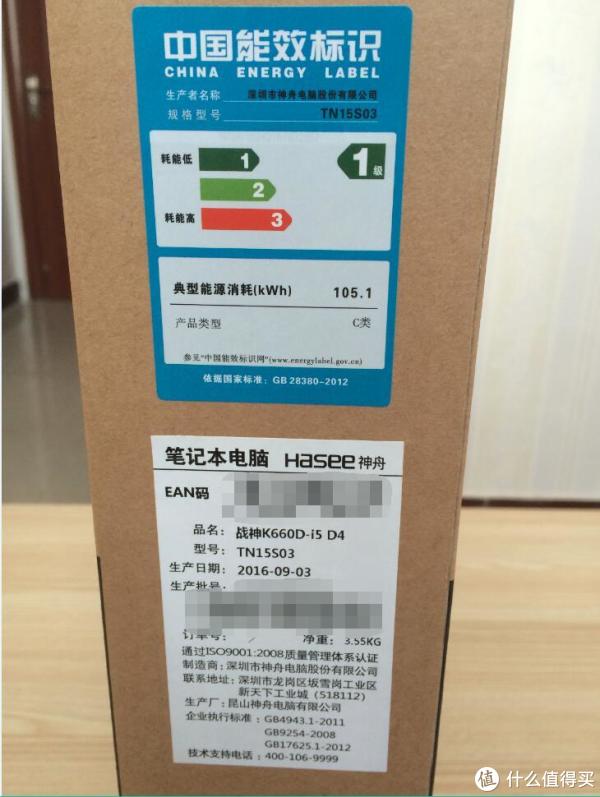 中国能效标识
CHINA ENERGY LABEL
生产者名称 深圳市神舟电脑股份有限公司
规格型号 TN15S03
耗能低 1 1级
2
耗能高 3
典型能源消耗(kWh) 105.1
产品类型 C类
参见"中国能效标识网"(www.energylabel.gov.cn)
依据国家标准：GB 28380-2012
笔记本电脑 Hasee神舟
EAN码
品名：战神K660D-i5 D4
型号：TN15S03
生产日期：2016-09-03
生产批号：
订单号： / 净重：3.55KG
通过ISO9001:2008质量管理体系认证
制造商：深圳市神舟电脑股份有限公司
联系地址：深圳市龙岗区坂雪岗工业区
新天下工业城（518112）
生产厂：昆山神舟电脑有限公司
企业执行标准：GB4943.1-2011
GB9254-2008
GB17625.1-2012
技术支持电话：400-106-9999
值 什么值得买